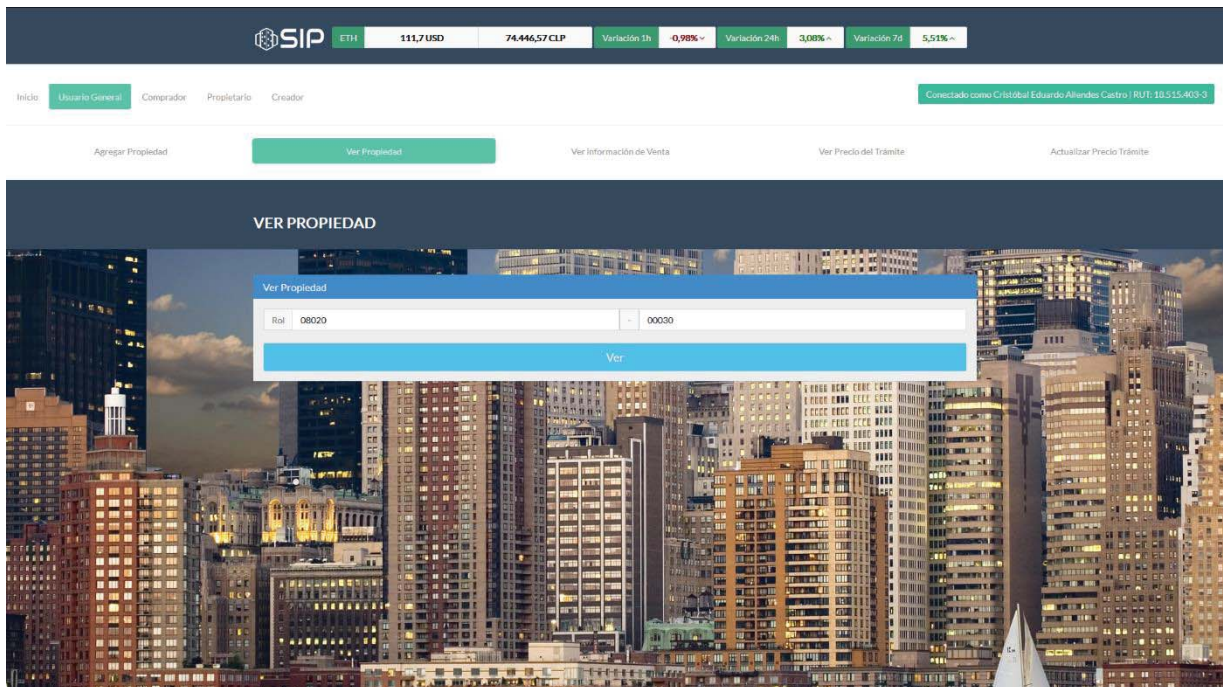 SIP ETH 111,7 USD 74.446,57 CLP Variación 1h -0,98% Variación 24h 3,08% Variación 7d 5,51%
Inicio Usuario General Comprador Propietario Creador Conectado como Cristóbal Eduardo Allendes Castro | RUT: 18.515.403-3
Agregar Propiedad Ver Propiedad Ver Información de Venta Ver Precio del Trámite Actualizar Precio Trámite
VER PROPIEDAD
Ver Propiedad
Rol 08020 - 00030
Ver